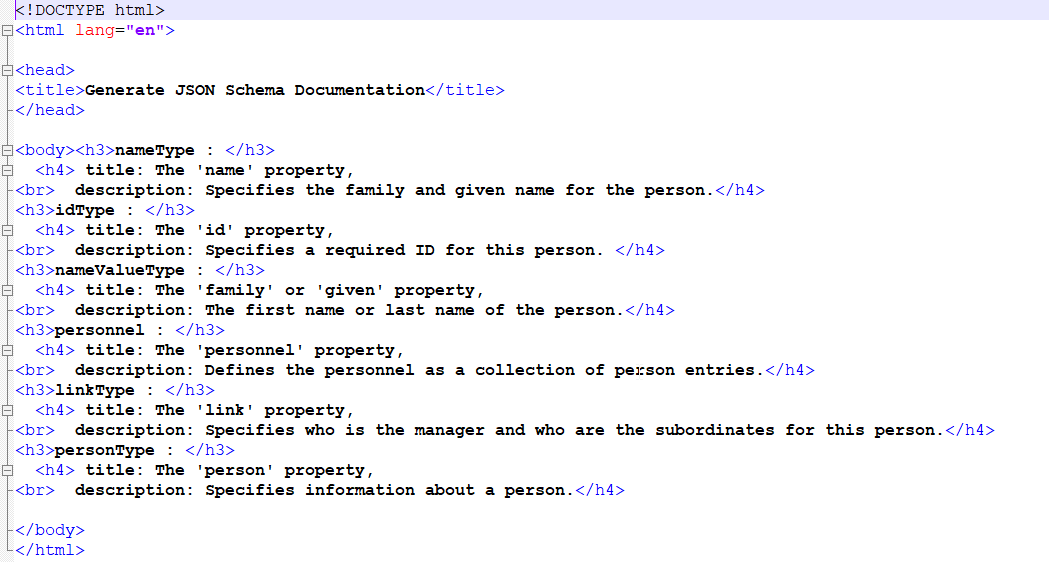 <!DOCTYPE html>
<html lang="en">
<head>
<title>Generate JSON Schema Documentation</title>
</head>
<body><h3>nameType : </h3>
<h4> title: The 'name' property,
<br>  description: Specifies the family and given name for the person.</h4>
<h3>idType : </h3>
<h4> title: The 'id' property,
<br>  description: Specifies a required ID for this person. </h4>
<h3>nameValueType : </h3>
<h4> title: The 'family' or 'given' property,
<br>  description: The first name or last name of the person.</h4>
<h3>personnel : </h3>
<h4> title: The 'personnel' property,
<br>  description: Defines the personnel as a collection of person entries.</h4>
<h3>linkType : </h3>
<h4> title: The 'link' property,
<br>  description: Specifies who is the manager and who are the subordinates for this person.</h4>
<h3>personType : </h3>
<h4> title: The 'person' property,
<br>  description: Specifies information about a person.</h4>
</body>
</html>